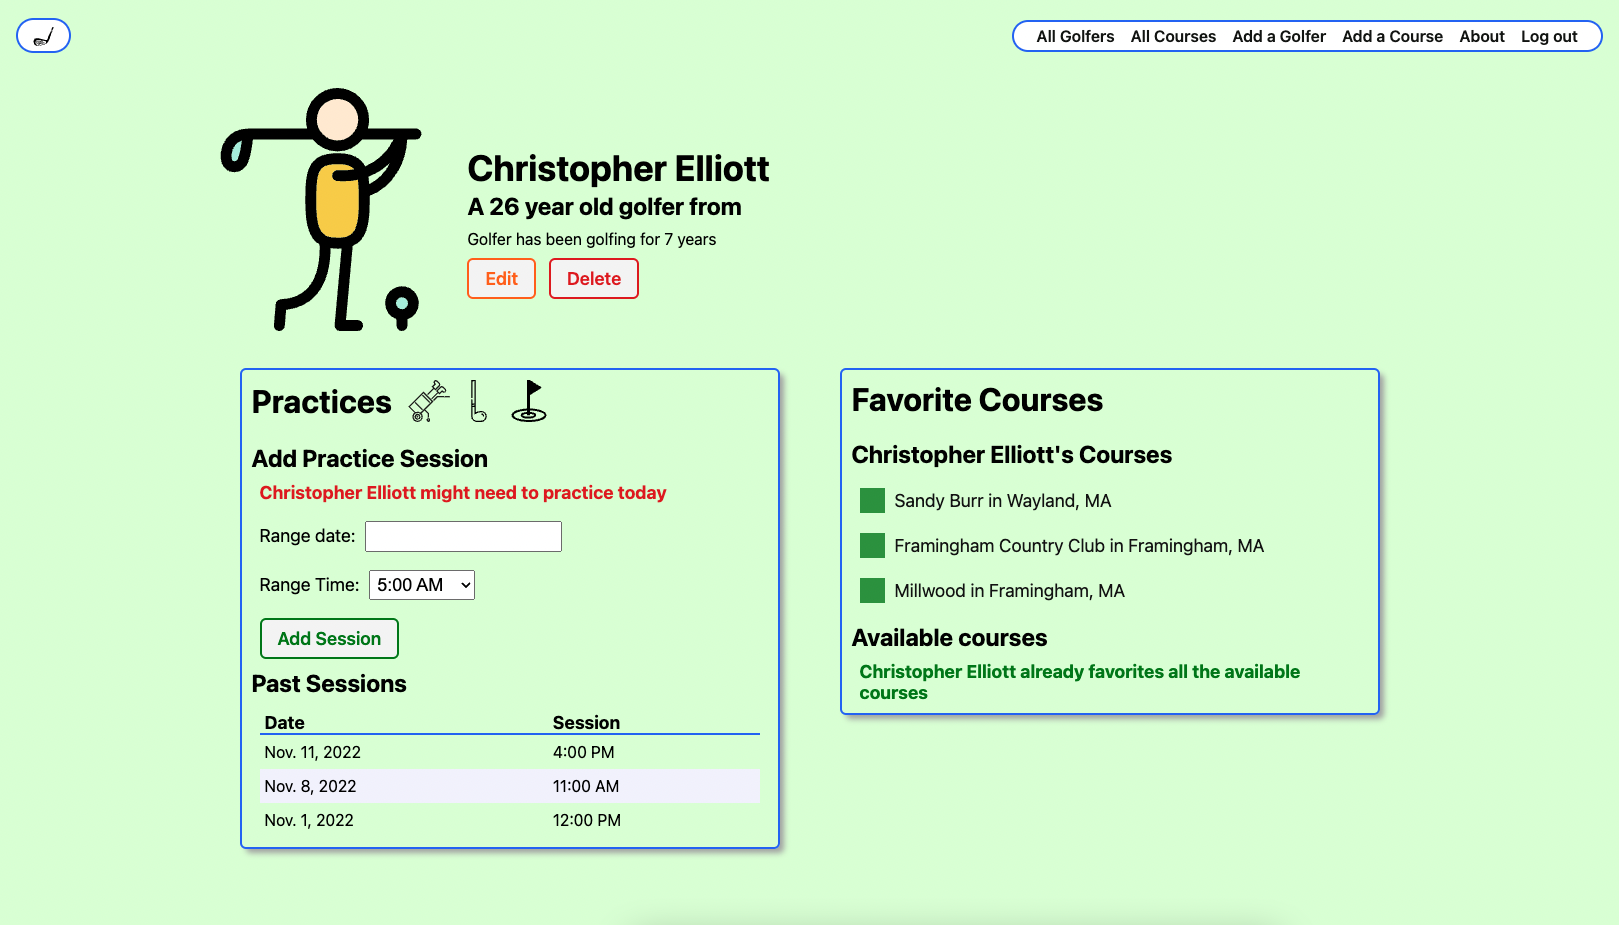 All Golfers All Courses Add a Golfer Add a Course About Log out
Christopher Elliott
A 26 year old golfer from
Golfer has been golfing for 7 years
Edit Delete
Practices
Add Practice Session
Christopher Elliott might need to practice today
Range date:
Range Time: 5:00 AM
Add Session
Past Sessions
Date Session
Nov. 11, 2022 4:00 PM
Nov. 8, 2022 11:00 AM
Nov. 1, 2022 12:00 PM
Favorite Courses
Christopher Elliott's Courses
Sandy Burr in Wayland, MA
Framingham Country Club in Framingham, MA
Millwood in Framingham, MA
Available courses
Christopher Elliott already favorites all the available
courses